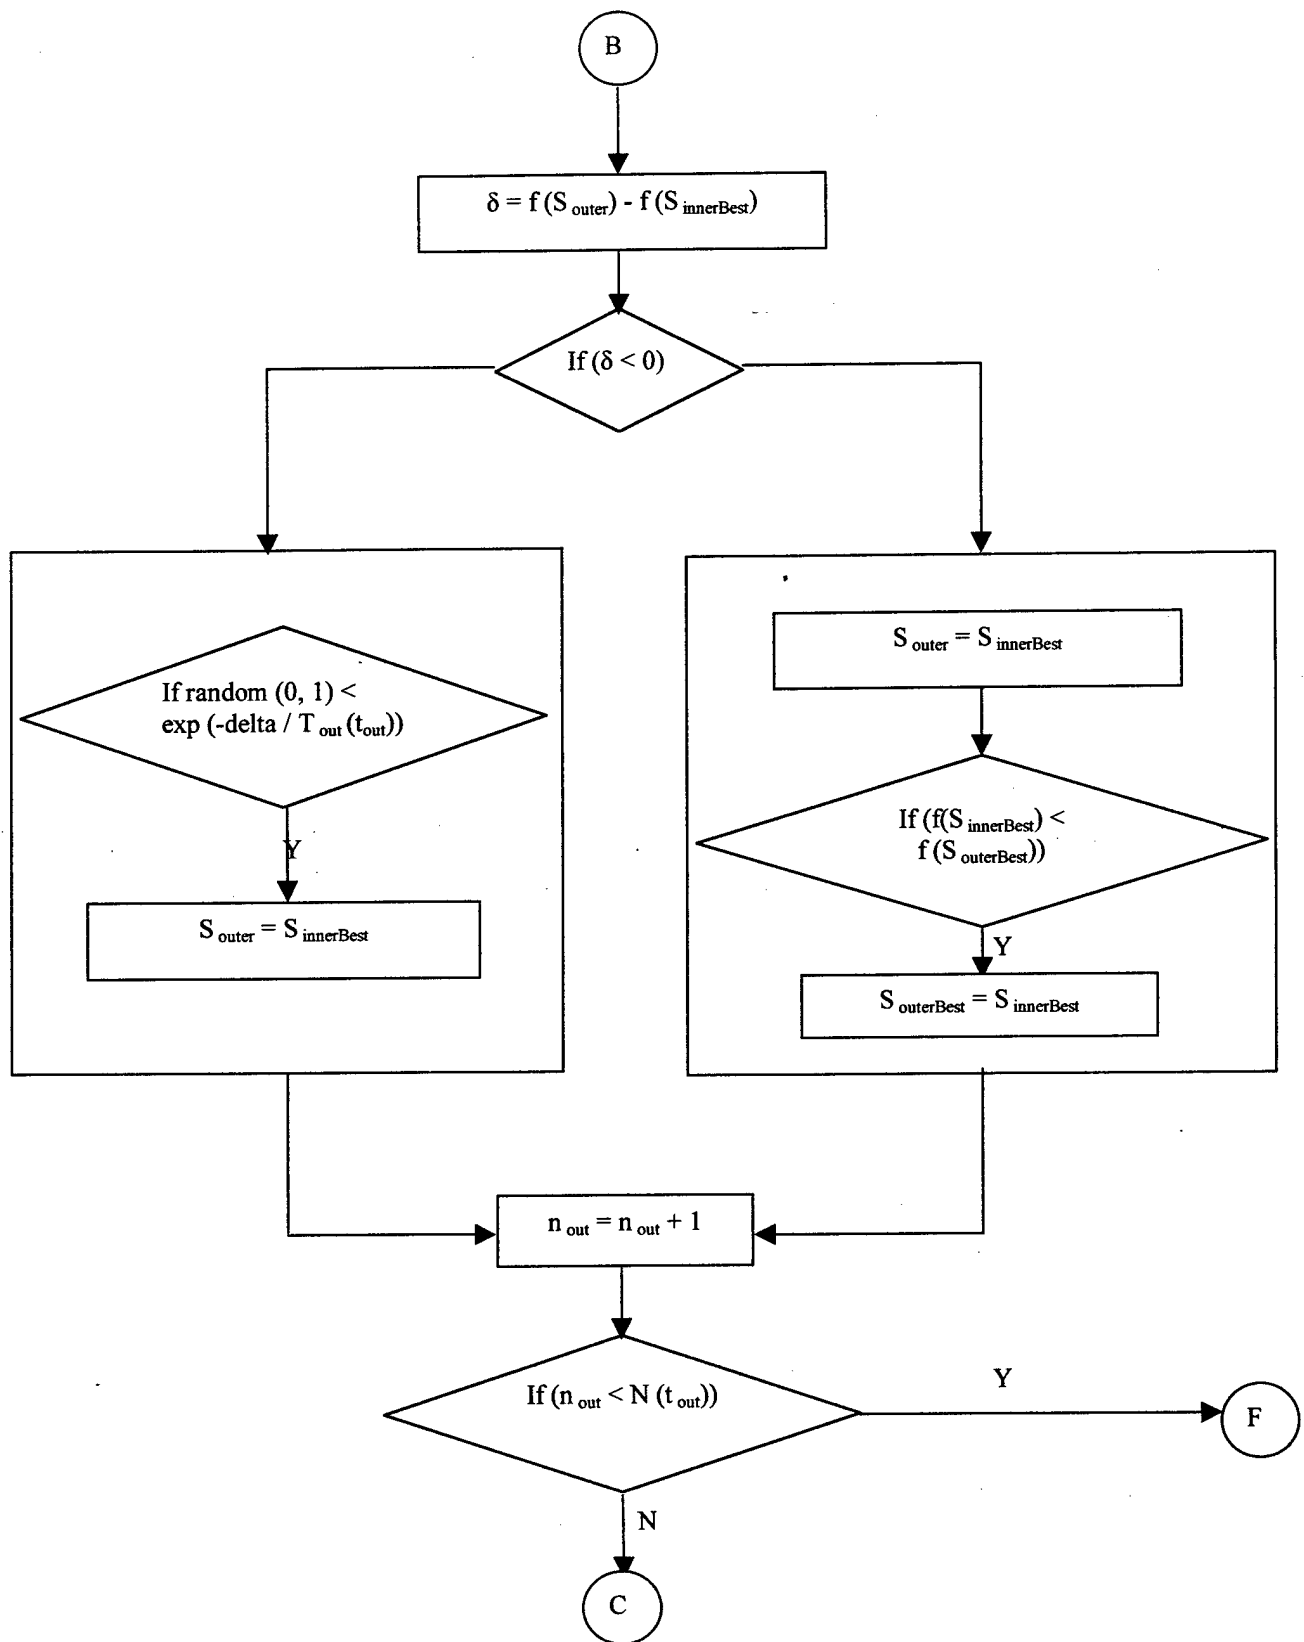 B
δ = f (S outer) - f (S innerBest)
If (δ < 0)
If random (0, 1) <
exp (-delta / T out (t out))
Y
S outer = S innerBest
S outer = S innerBest
If (f(S innerBest) <
f (S outerBest))
Y
S outerBest = S innerBest
n out = n out + 1
If (n out < N (t out))
Y
F
N
C